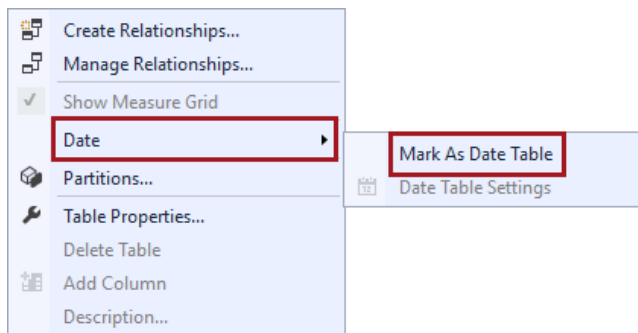 Create Relationships...
Manage Relationships...
Show Measure Grid
Date
Mark As Date Table
Date Table Settings
12
Partitions...
Table Properties...
Delete Table
Add Column
Description...